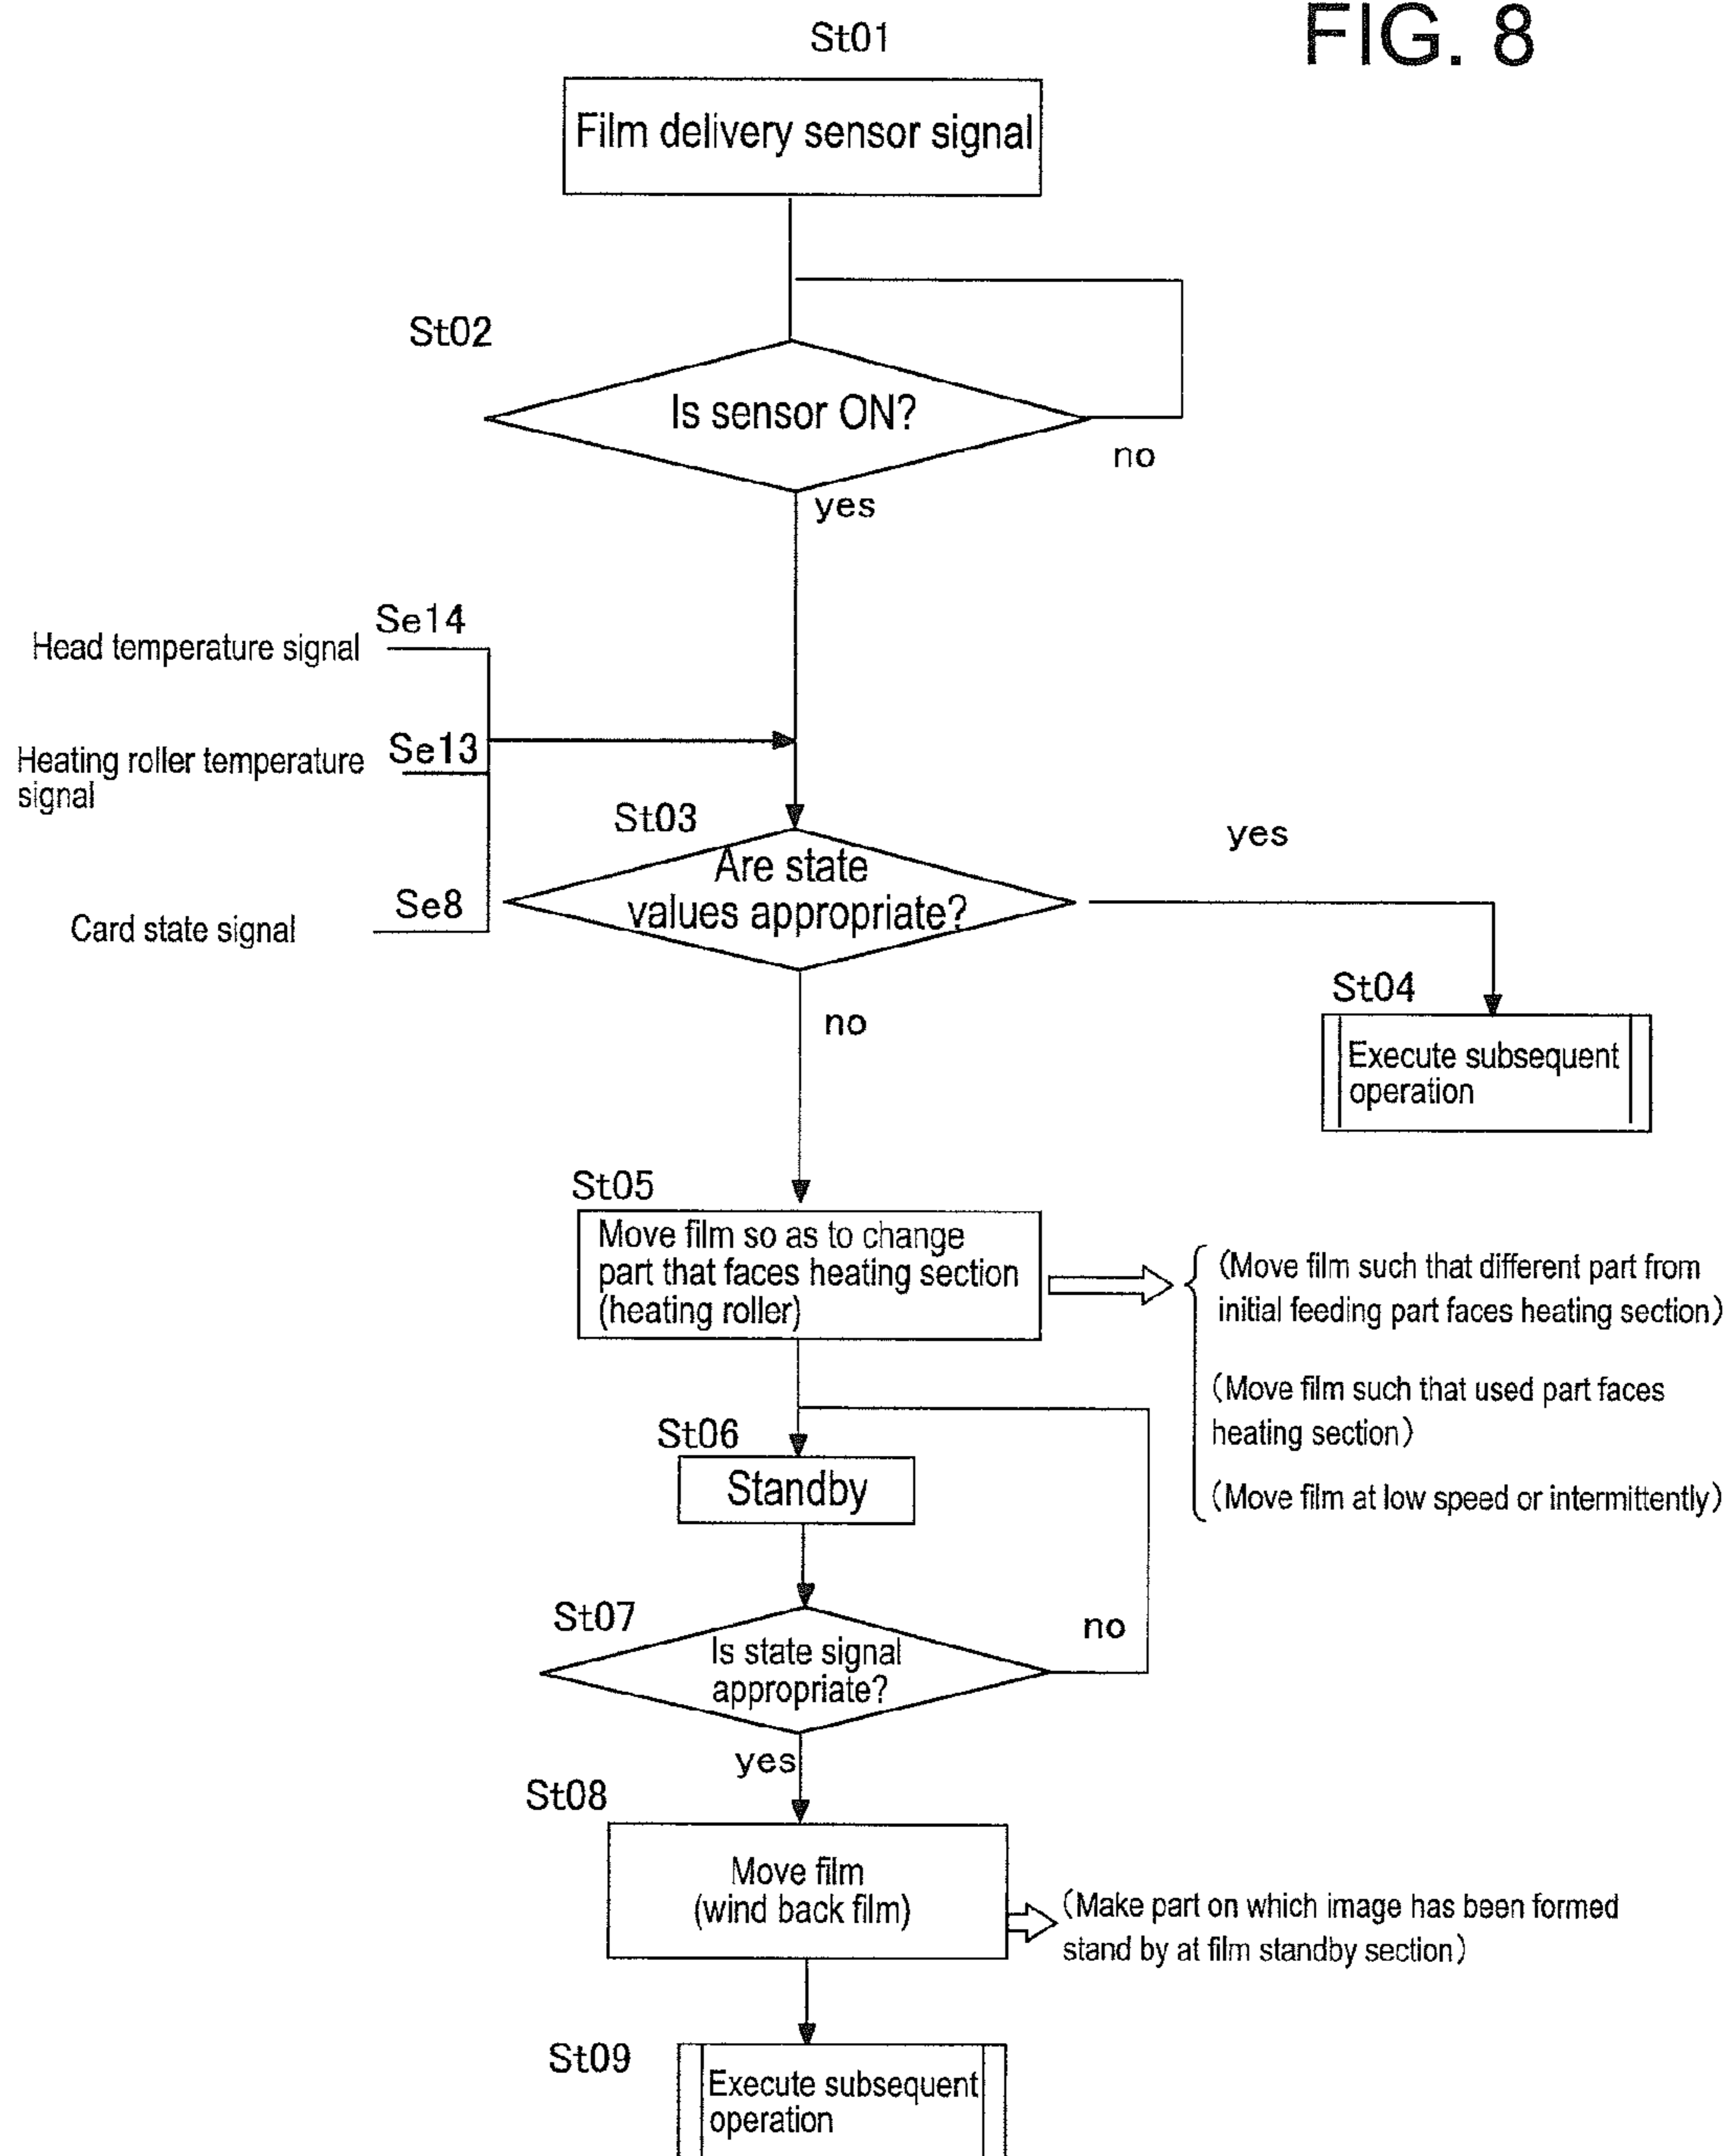 FIG. 8
St01
Film delivery sensor signal
St02
Is sensor ON?
no
yes
Se14
Head temperature signal
Se13
Heating roller temperature
signal
St03
Are state
values appropriate?
yes
Se8
Card state signal
no
St04
Execute subsequent
operation
St05
Move film so as to change
part that faces heating section
(heating roller)
(Move film such that different part from
initial feeding part faces heating section)
(Move film such that used part faces
heating section)
(Move film at low speed or intermittently)
St06
Standby
St07
Is state signal
appropriate?
no
yes
St08
Move film
(wind back film)
(Make part on which image has been formed
stand by at film standby section)
St09
Execute subsequent
operation